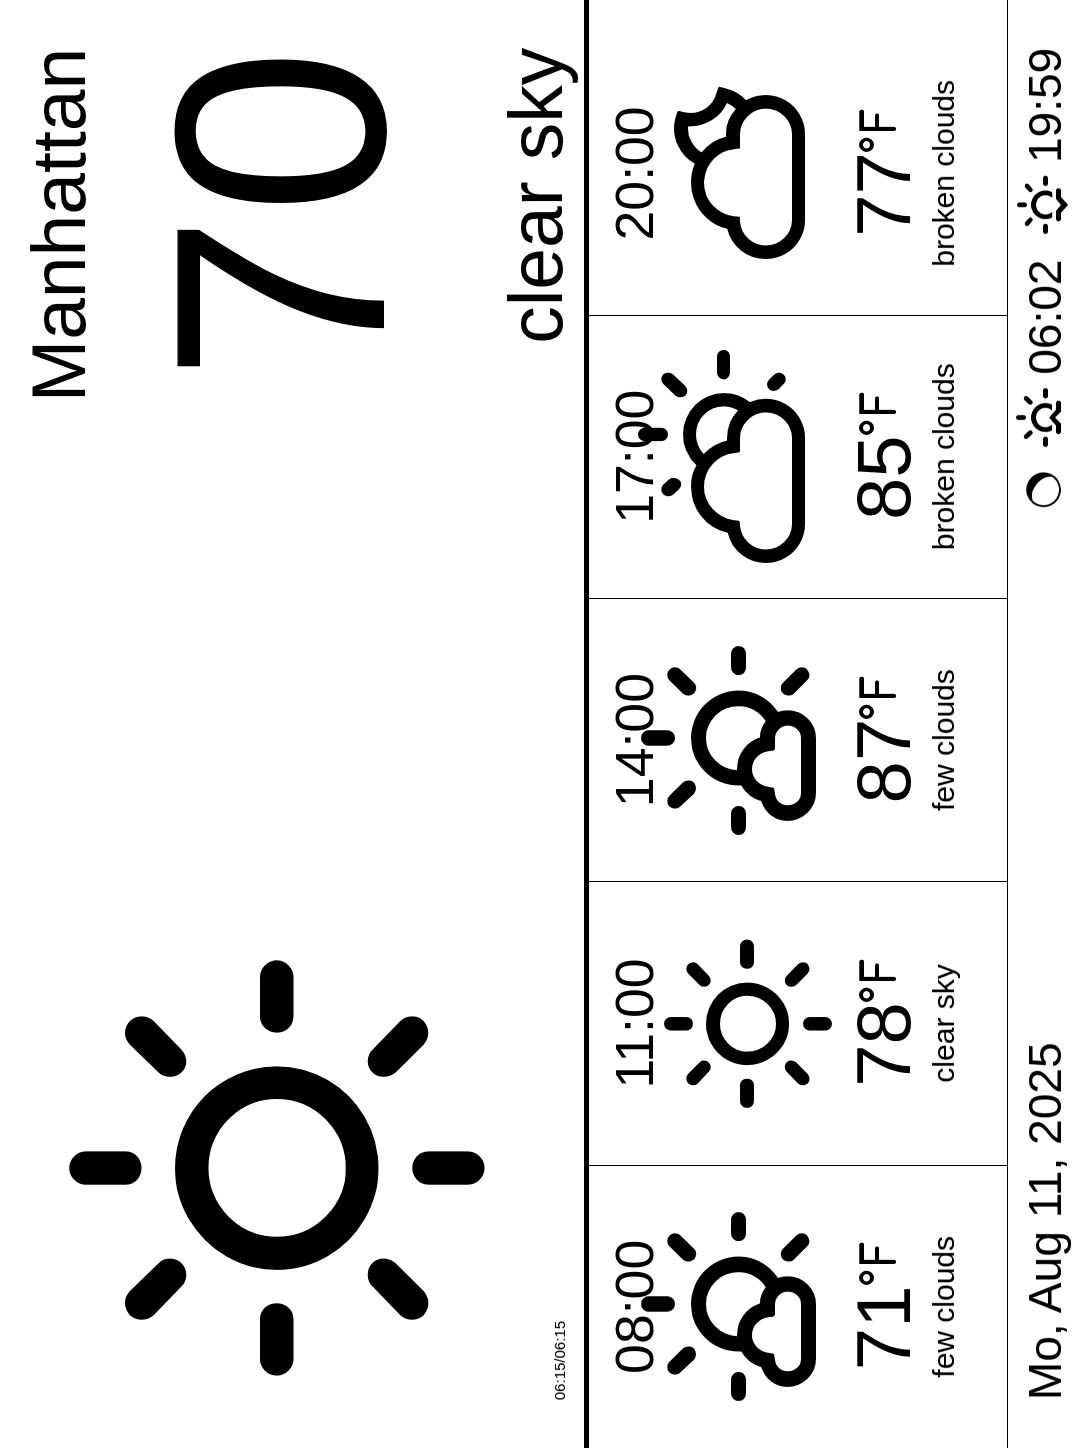 Manhattan
70
clear sky
06:15/06:15
08:00
11:00
14:00
17:00
20:00
71°F
78°F
87°F
85°F
77°F
few clouds
clear sky
few clouds
broken clouds
broken clouds
Mo, Aug 11, 2025
06:02
19:59